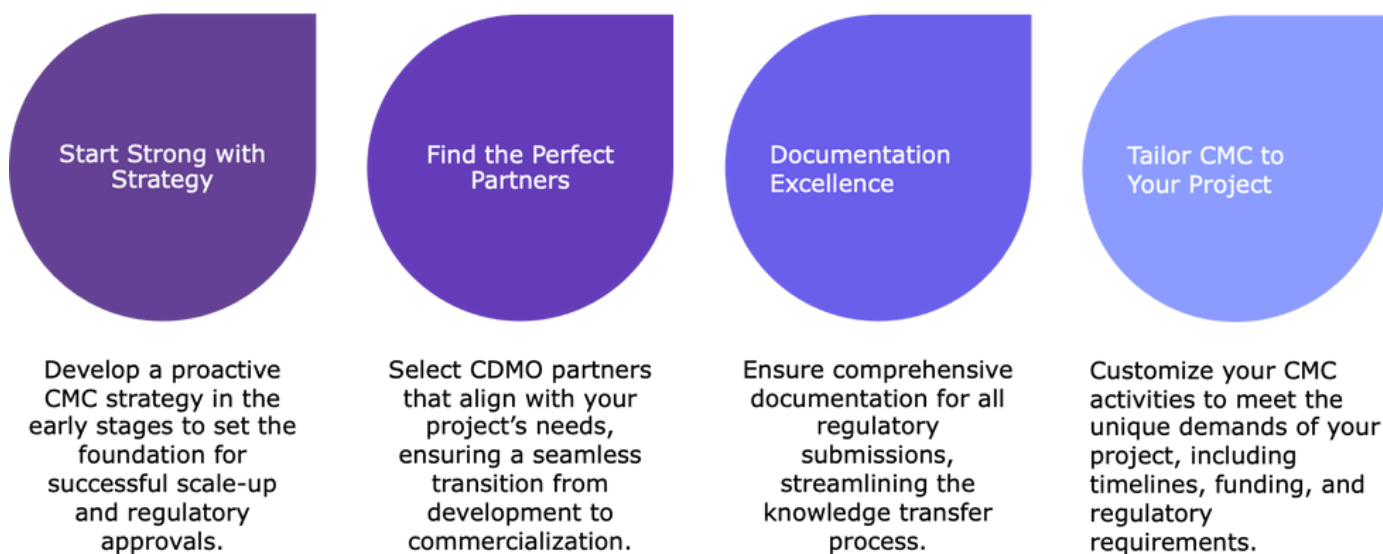 Start Strong with
Strategy
Find the Perfect
Partners
Documentation
Excellence
Tailor CMC to
Your Project
Develop a proactive
CMC strategy in the
early stages to set the
foundation for
successful scale-up
and regulatory
approvals.
Select CDMO partners
that align with your
project’s needs,
ensuring a seamless
transition from
development to
commercialization.
Ensure comprehensive
documentation for all
regulatory
submissions,
streamlining the
knowledge transfer
process.
Customize your CMC
activities to meet the
unique demands of your
project, including
timelines, funding, and
regulatory
requirements.